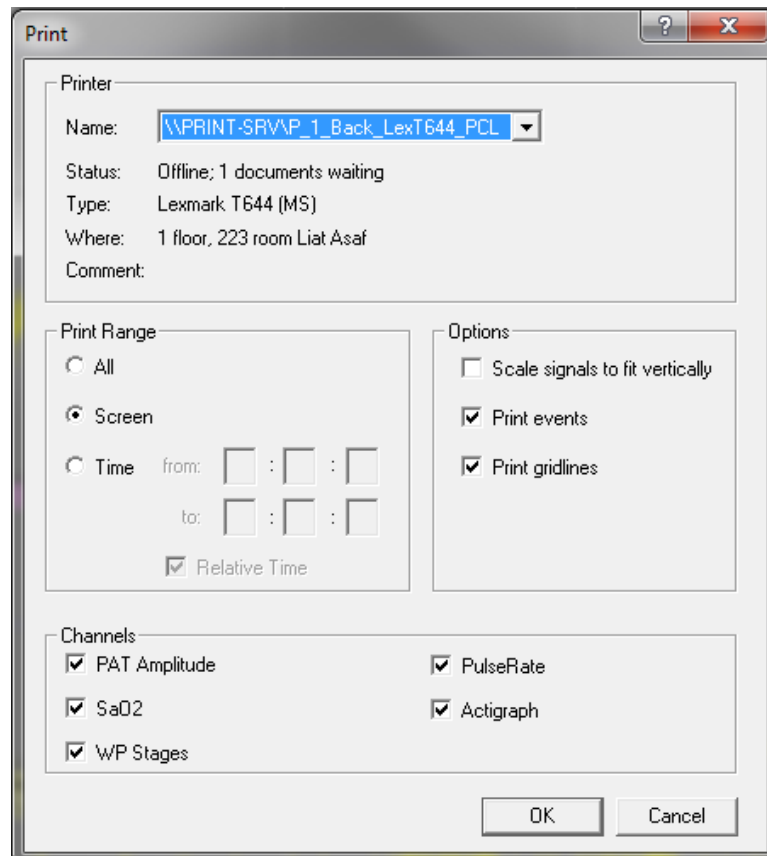 Print
Printer
Name: \\PRINT-SRV\P_1_Back_LexT644_PCL
Status: Offline; 1 documents waiting
Type: Lexmark T644 (MS)
Where: 1 floor, 223 room Liat Asaf
Comment:
Print Range
All
Screen
Time from: : :
to: : :
Relative Time
Options
Scale signals to fit vertically
Print events
Print gridlines
Channels
PAT Amplitude
SaO2
WP Stages
PulseRate
Actigraph
OK Cancel